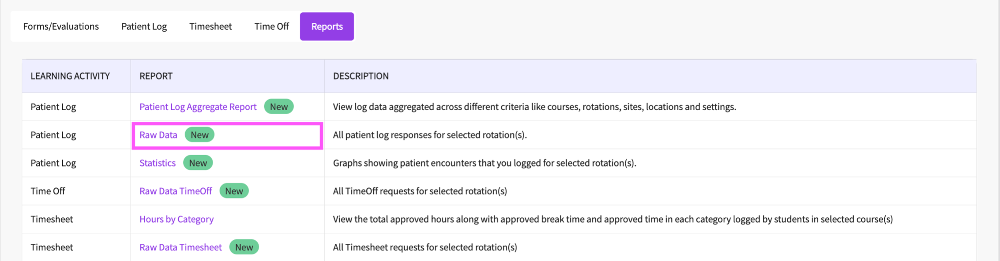 Forms/Evaluations Patient Log Timesheet Time Off Reports
LEARNING ACTIVITY REPORT DESCRIPTION
Patient Log Patient Log Aggregate Report New View log data aggregated across different criteria like courses, rotations, sites, locations and settings.
Patient Log Raw Data New All patient log responses for selected rotation(s).
Patient Log Statistics New Graphs showing patient encounters that you logged for selected rotation(s).
Time Off Raw Data TimeOff New All TimeOff requests for selected rotation(s)
Timesheet Hours by Category View the total approved hours along with approved break time and approved time in each category logged by students in selected course(s)
Timesheet Raw Data Timesheet New All Timesheet requests for selected rotation(s)